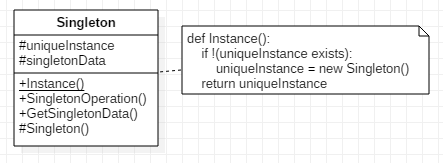 Singleton
#uniqueInstance
#singletonData
+Instance()
+SingletonOperation()
+GetSingletonData()
#Singleton()
def Instance():
if !(uniqueInstance exists):
uniqueInstance = new Singleton()
return uniqueInstance